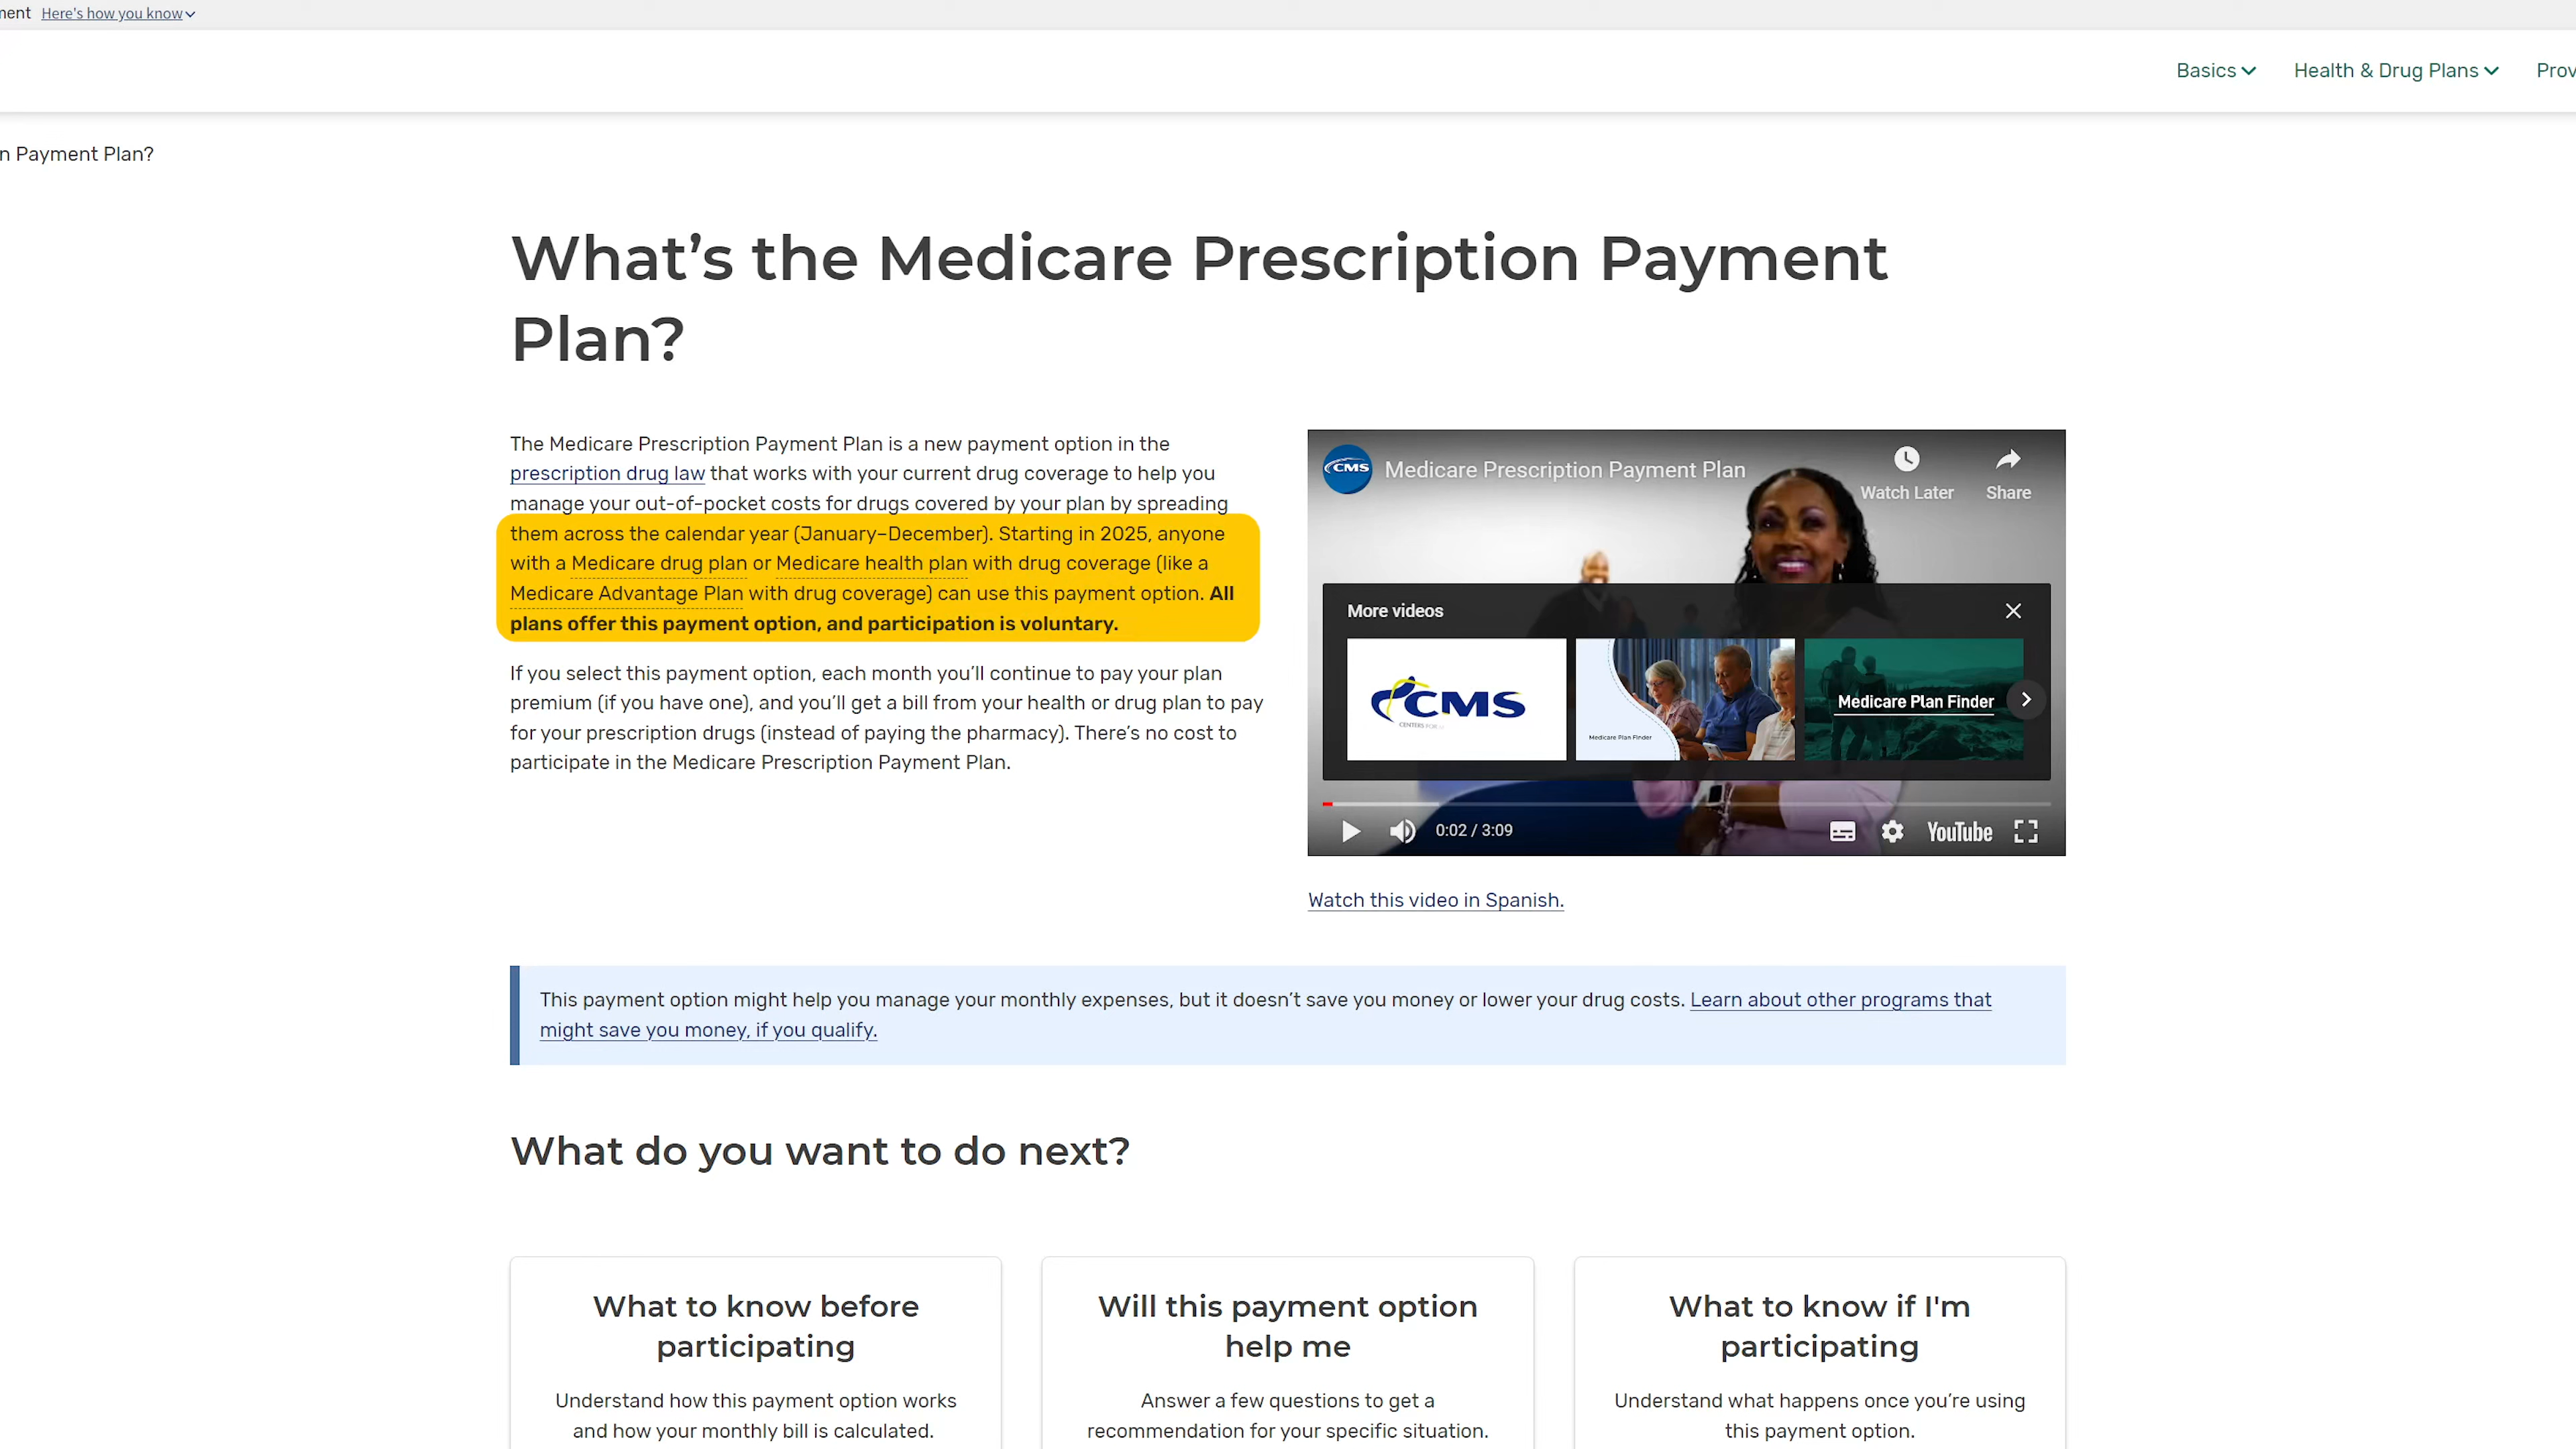 Here's how you know
Basics
Health & Drug Plans
n Payment Plan?
What's the Medicare Prescription Payment
Plan?
The Medicare Prescription Payment Plan is a new payment option in the
prescription drug law that works with your current drug coverage to help you
manage your out-of-pocket costs for drugs covered by your plan by spreading
them across the calendar year (January–December). Starting in 2025, anyone
with a Medicare drug plan or Medicare health plan with drug coverage (like a
Medicare Advantage Plan with drug coverage) can use this payment option. All
plans offer this payment option, and participation is voluntary.
If you select this payment option, each month you'll continue to pay your plan
premium (if you have one), and you'll get a bill from your health or drug plan to pay
for your prescription drugs (instead of paying the pharmacy). There's no cost to
participate in the Medicare Prescription Payment Plan.
CMS
Medicare Prescription Payment Plan
Watch Later
Share
More videos
CMS
CENTERS FOR
Medicare Plan Finder
Medicare Plan Finder
0:02 / 3:09
YouTube
Watch this video in Spanish.
This payment option might help you manage your monthly expenses, but it doesn't save you money or lower your drug costs. Learn about other programs that
might save you money, if you qualify.
What do you want to do next?
What to know before
participating
Understand how this payment option works
and how your monthly bill is calculated.
Will this payment option
help me
Answer a few questions to get a
recommendation for your specific situation.
What to know if I'm
participating
Understand what happens once you're using
this payment option.